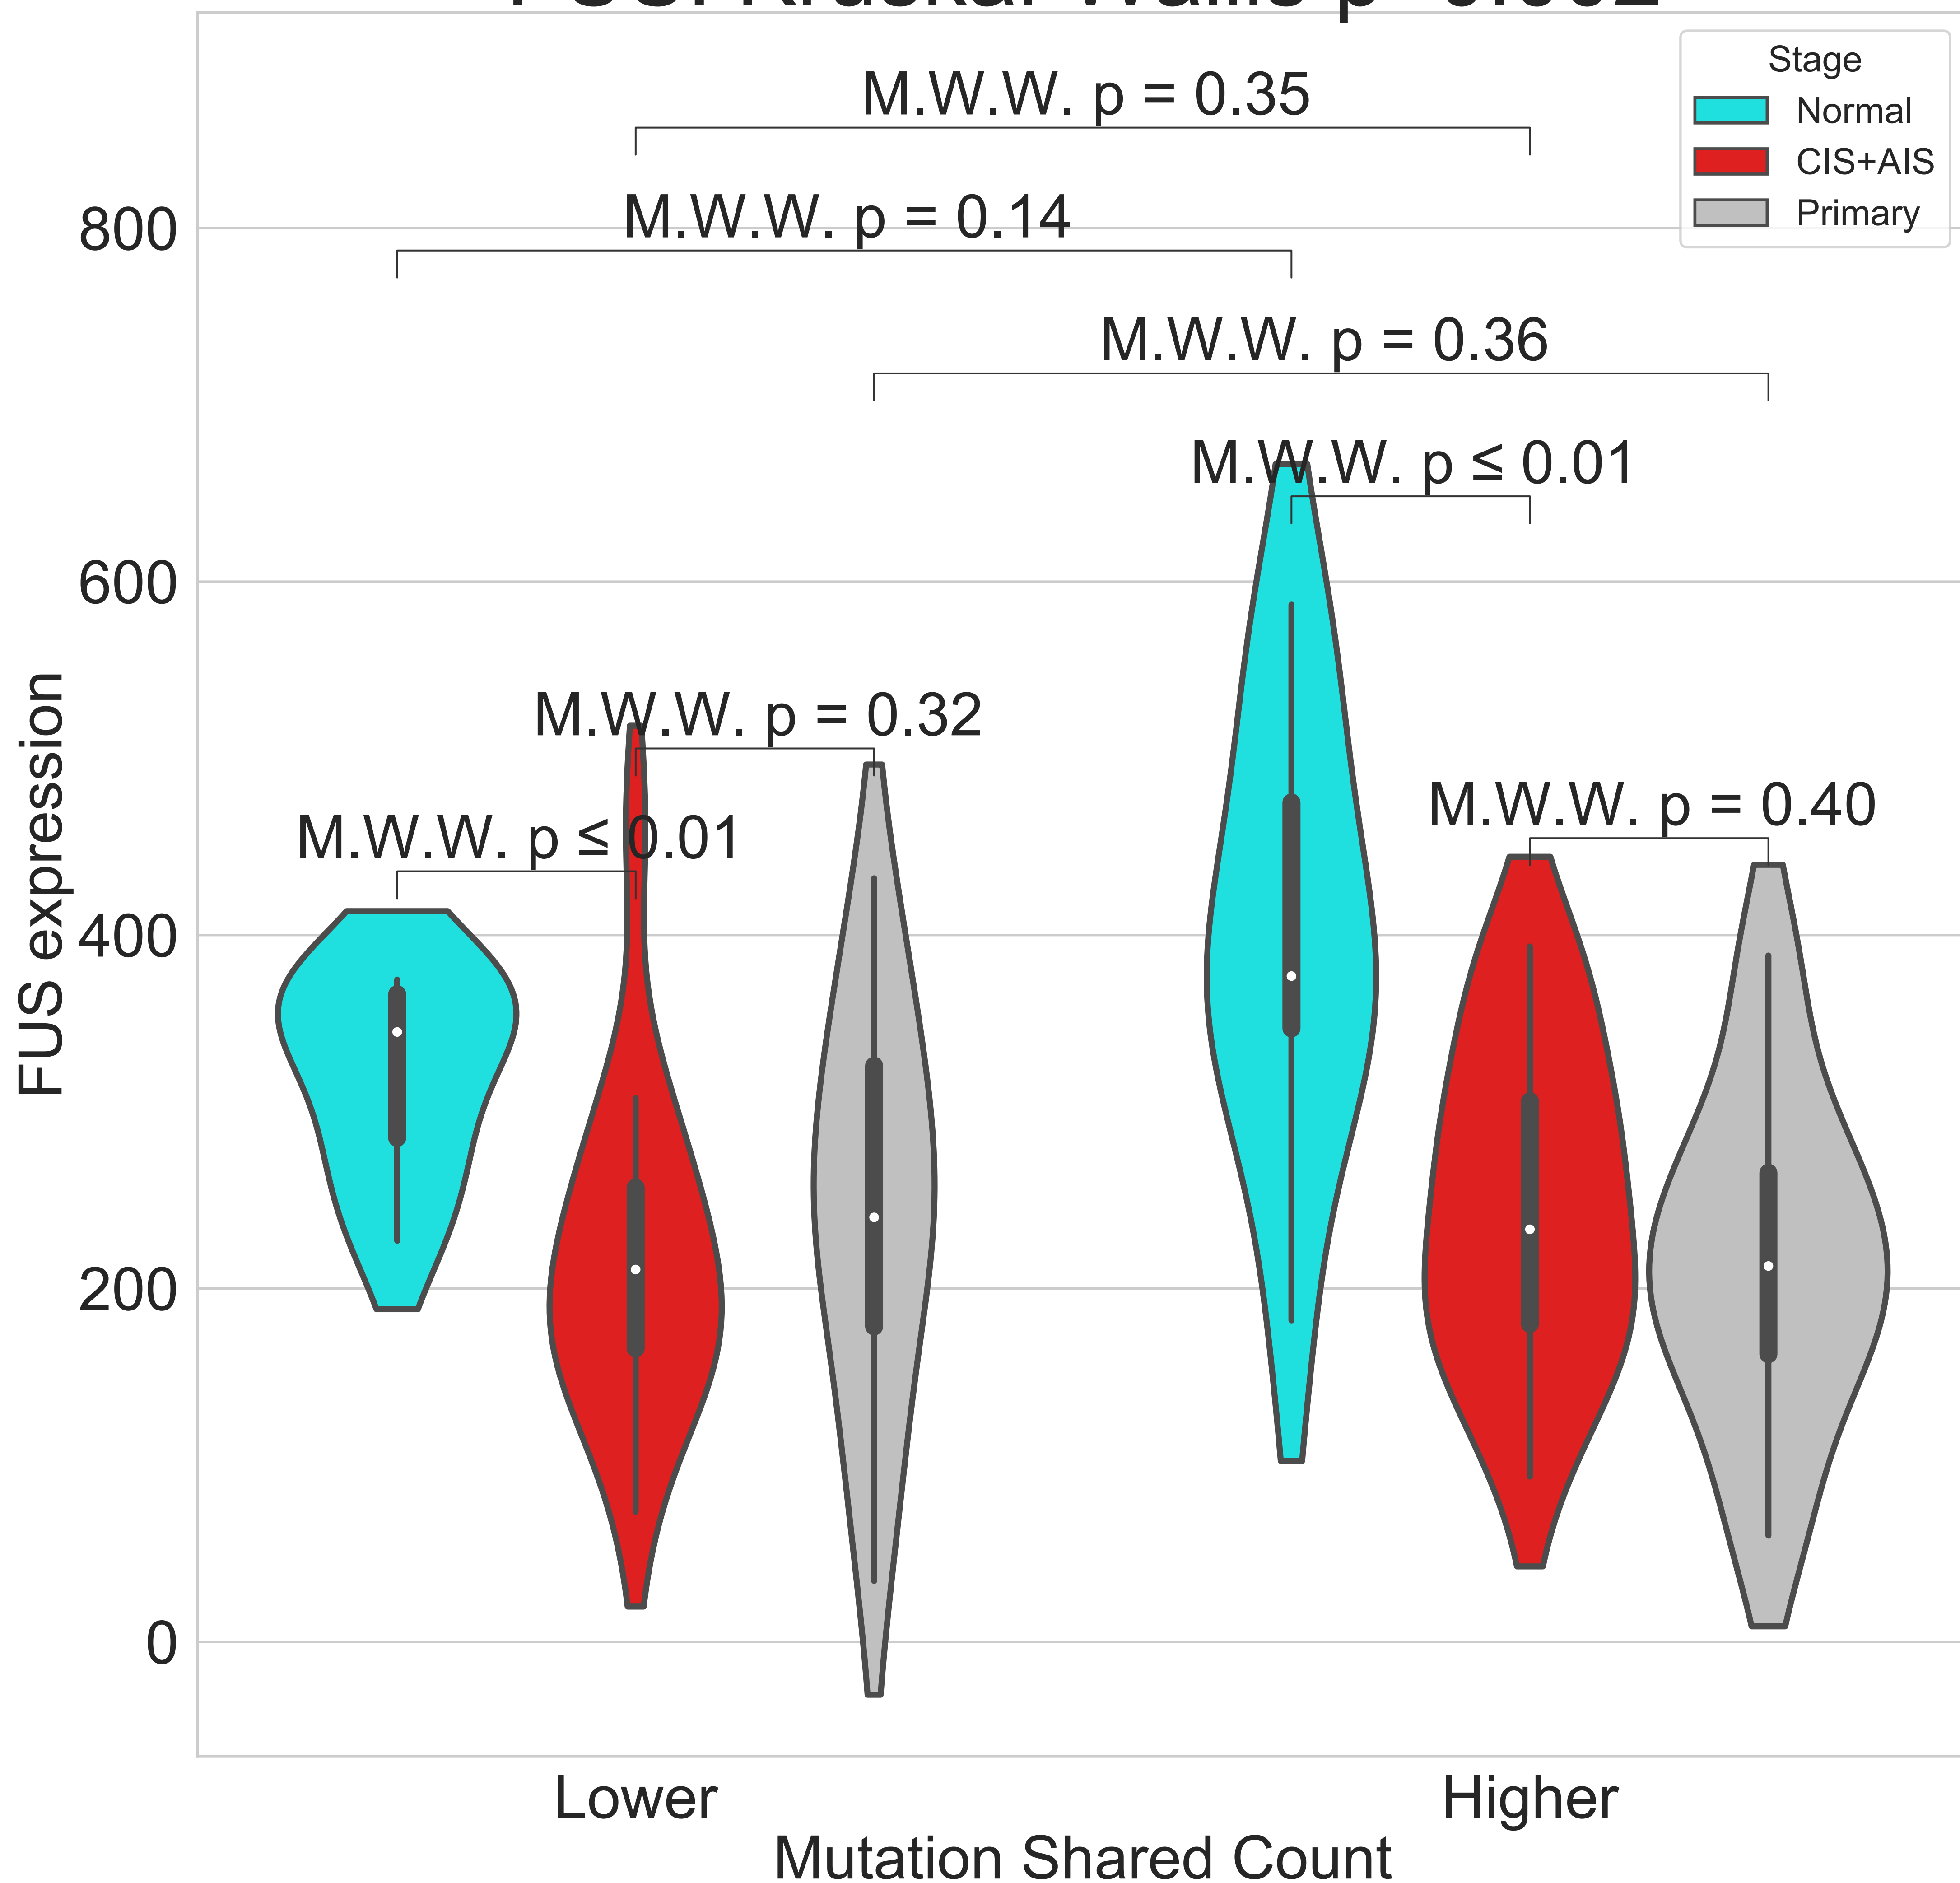 Stage
Normal
CIS+AIS
Primary
M.W.W. p = 0.35
M.W.W. p = 0.14
M.W.W. p = 0.36
M.W.W. p ≤ 0.01
M.W.W. p = 0.32
M.W.W. p = 0.40
M.W.W. p ≤ 0.01
800
600
400
200
0
FUS expression
Lower
Higher
Mutation Shared Count